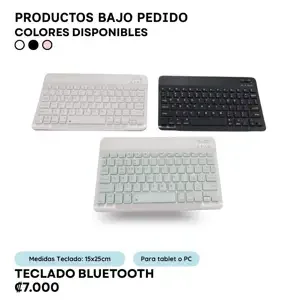 PRODUCTOS BAJO PEDIDO
COLORES DISPONIBLES
Medidas Teclado: 15x25cm
Para tablet o PC
TECLADO BLUETOOTH
₡7.000